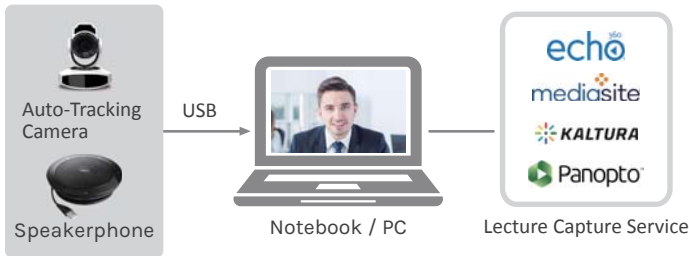 Auto-Tracking
Camera
Speakerphone
USB
Notebook / PC
echo360
mediasite
KALTURA
Panopto
Lecture Capture Service